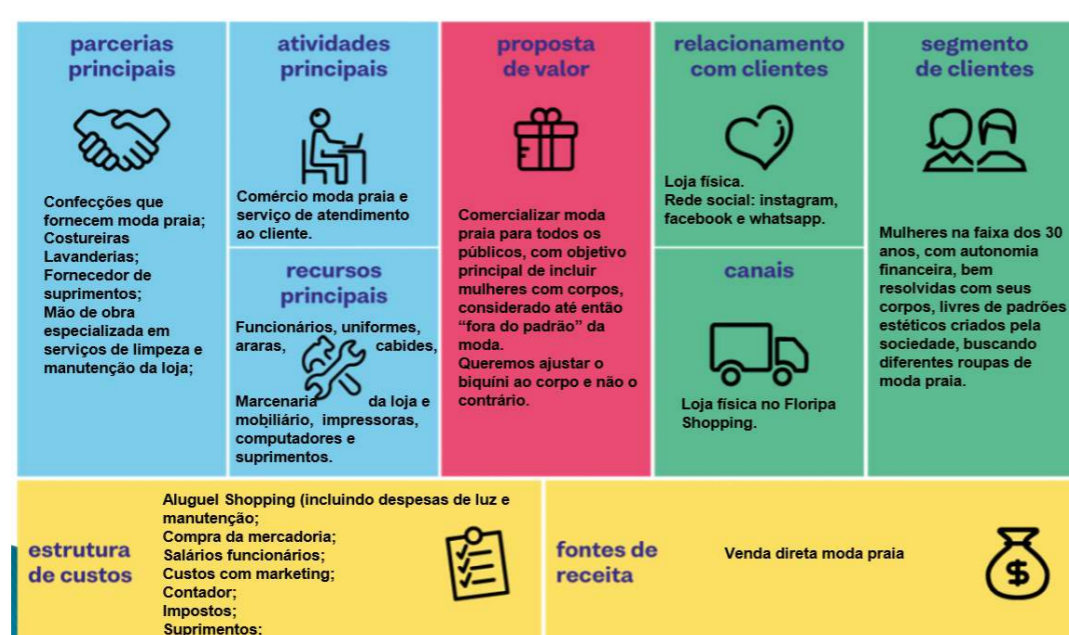 parcerias
principais
Confecções que
fornecem moda praia;
Costureiras
Lavanderias;
Fornecedor de
suprimentos;
Mão de obra
especializada em
serviços de limpeza e
manutenção da loja;
atividades
principais
Comércio moda praia e
serviço de atendimento
ao cliente.
recursos
principais
Funcionários, uniformes,
araras, cabides,
Marcenaria da loja e
mobiliário, impressoras,
computadores e
suprimentos.
proposta
de valor
Comercializar moda
praia para todos os
públicos, com objetivo
principal de incluir
mulheres com corpos,
considerado até então
“fora do padrão” da
moda.
Queremos ajustar o
biquíni ao corpo e não o
contrário.
relacionamento
com clientes
Loja física.
Rede social: instagram,
facebook e whatsapp.
canais
Loja física no Floripa
Shopping.
segmento
de clientes
Mulheres na faixa dos 30
anos, com autonomia
financeira, bem
resolvidas com seus
corpos, livres de padrões
estéticos criados pela
sociedade, buscando
diferentes roupas de
moda praia.
estrutura
de custos
Aluguel Shopping (incluindo despesas de luz e
manutenção;
Compra da mercadoria;
Salários funcionários;
Custos com marketing;
Contador;
Impostos;
Suprimentos;
fontes de
receita
Venda direta moda praia
$